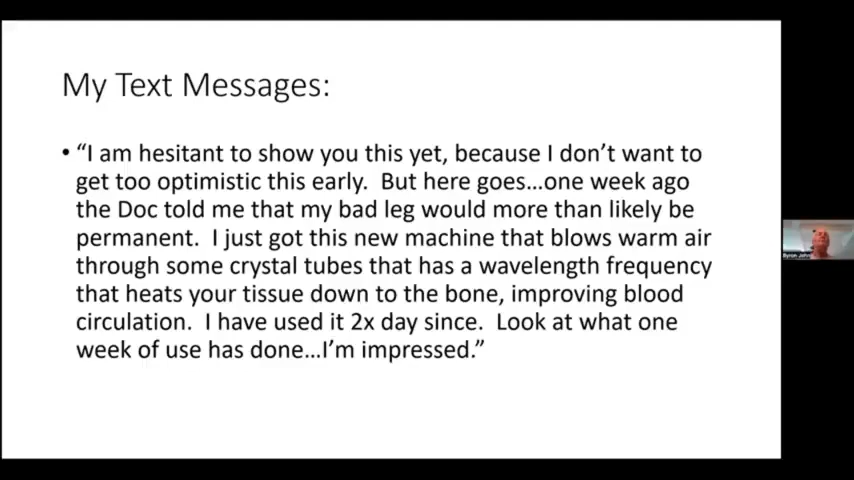 My Text Messages:
• “I am hesitant to show you this yet, because I don’t want to
get too optimistic this early.  But here goes…one week ago
the Doc told me that my bad leg would more than likely be
permanent.  I just got this new machine that blows warm air
through some crystal tubes that has a wavelength frequency
that heats your tissue down to the bone, improving blood
circulation.  I have used it 2x day since.  Look at what one
week of use has done…I’m impressed.”
Byron John